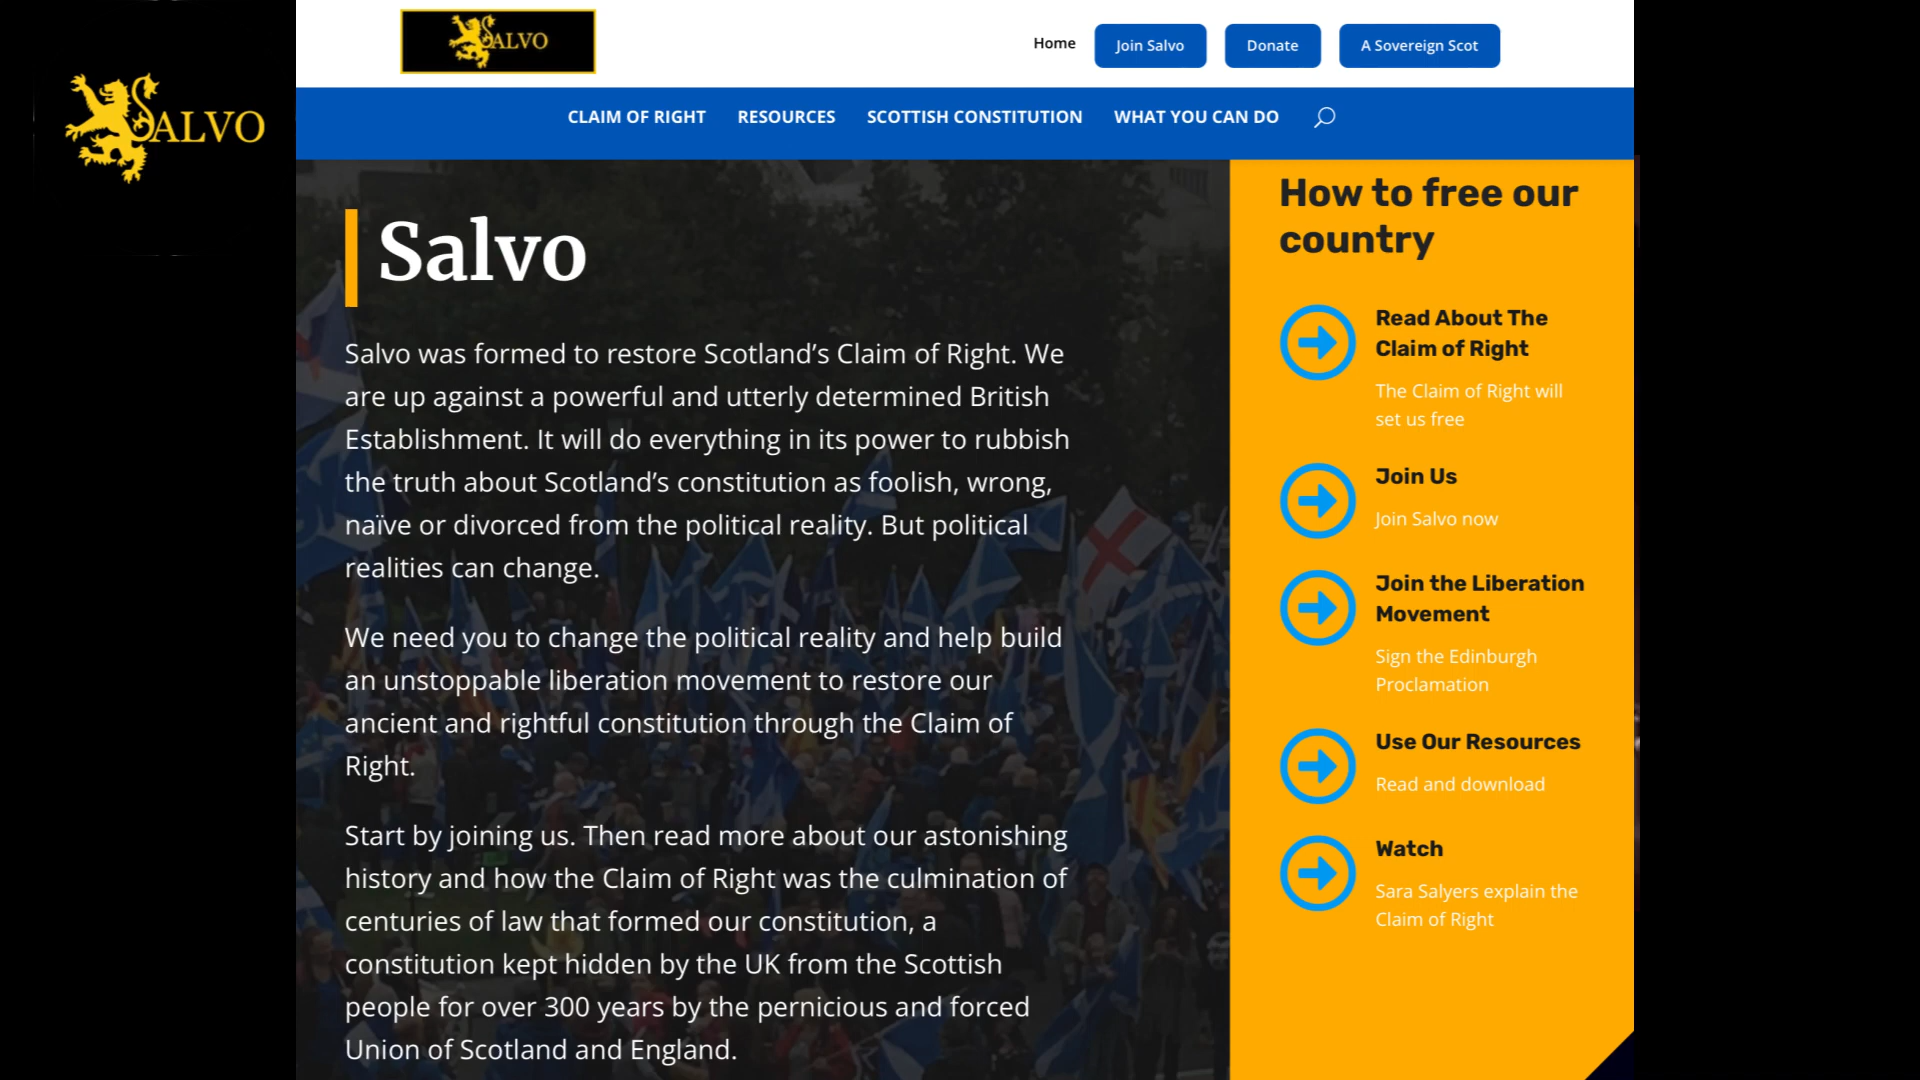 SALVO
SALVO
Home
Join Salvo
Donate
A Sovereign Scot
CLAIM OF RIGHT
RESOURCES
SCOTTISH CONSTITUTION
WHAT YOU CAN DO
Salvo
Salvo was formed to restore Scotland’s Claim of Right. We
are up against a powerful and utterly determined British
Establishment. It will do everything in its power to rubbish
the truth about Scotland’s constitution as foolish, wrong,
naïve or divorced from the political reality. But political
realities can change.
We need you to change the political reality and help build
an unstoppable liberation movement to restore our
ancient and rightful constitution through the Claim of
Right.
Start by joining us. Then read more about our astonishing
history and how the Claim of Right was the culmination of
centuries of law that formed our constitution, a
constitution kept hidden by the UK from the Scottish
people for over 300 years by the pernicious and forced
Union of Scotland and England.
How to free our
country
Read About The
Claim of Right
The Claim of Right will
set us free
Join Us
Join Salvo now
Join the Liberation
Movement
Sign the Edinburgh
Proclamation
Use Our Resources
Read and download
Watch
Sara Salyers explain the
Claim of Right